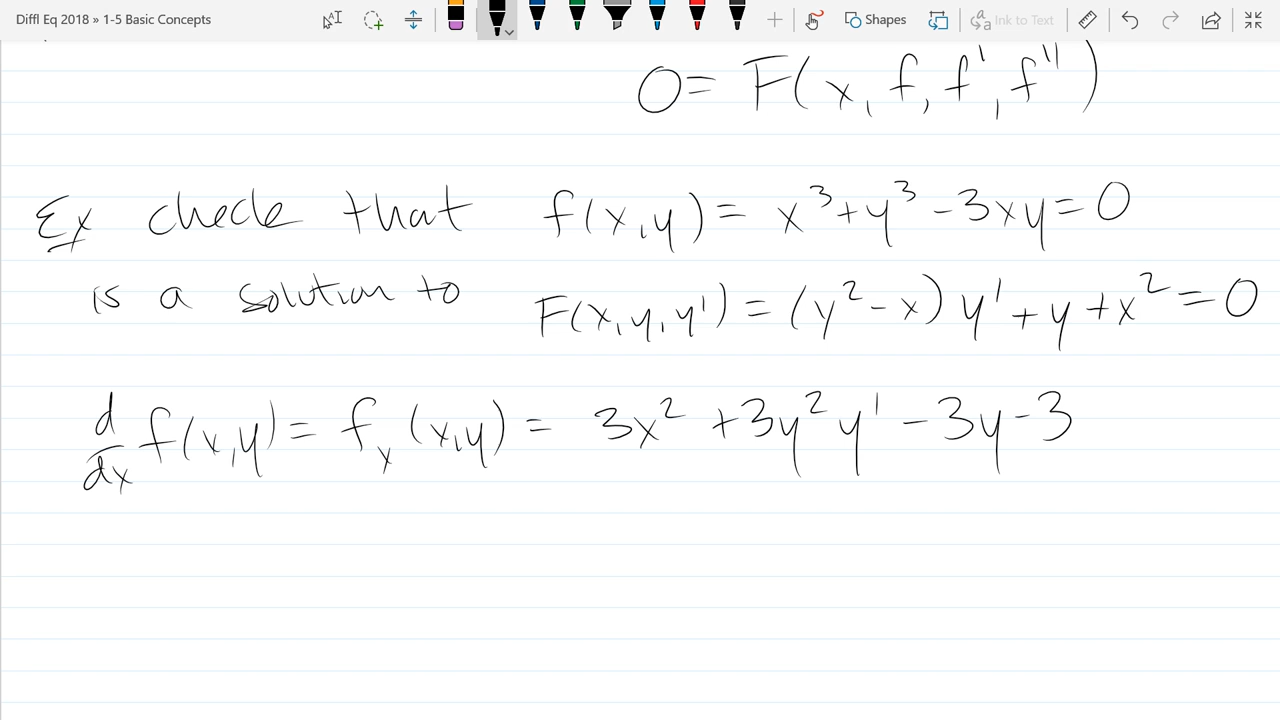 Diffl Eq 2018 » 1-5 Basic Concepts Shapes Ink to Text
0 = F(x, f, f', f'')
Ex check that f(x,y) = x³+y³-3xy=0
is a solution to F(x,y,y') = (y²-x)y'+y+x²=0
d/dx f(x,y) = fₓ(x,y) = 3x²+3y²y'-3y-3